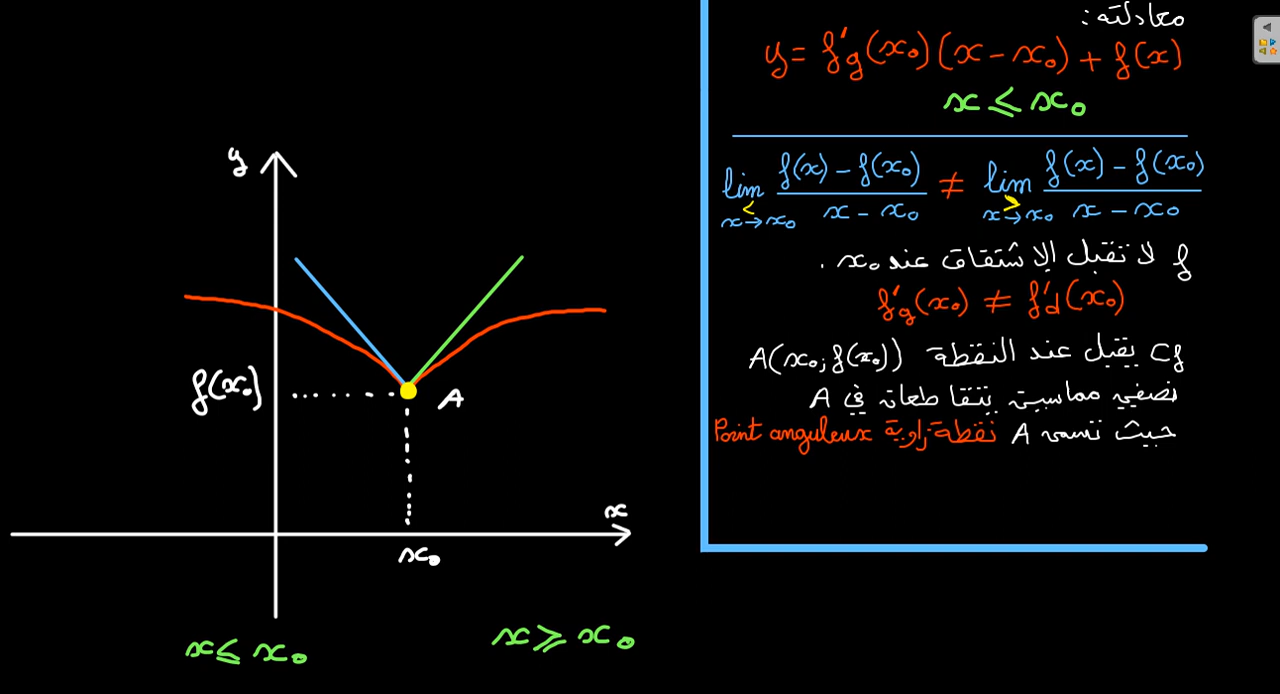 معادلته :
y = f'g(x₀)(x - x₀) + f(x)
x ⩽ x₀
lim x→x₀ < (f(x) - f(x₀))/(x - x₀) ≠ lim x→x₀ > (f(x) - f(x₀))/(x - x₀)
f لا تقبل الإشتقاق عند x₀ .
f'g(x₀) ≠ f'd(x₀)
Cf يقبل عند النقطة A(x₀; f(x₀))
نصفي مماسين يتقاطعان في A
حيث تسمى A نقطة زاوية Point anguleux
y
f(x₀)
A
x
x₀
x ⩽ x₀
x ⩾ x₀